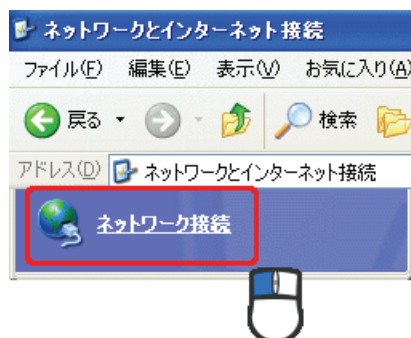 ネットワークとインターネット接続
ファイル(F) 編集(E) 表示(V) お気に入り(A)
戻る 検索
アドレス(D) ネットワークとインターネット接続
ネットワーク接続